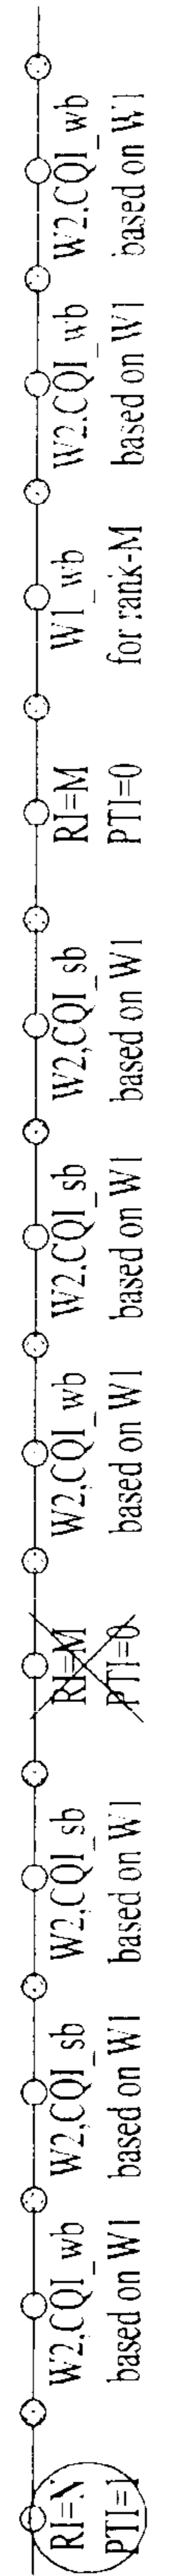 RI=N
PTI=1
W2,CQI_wb
based on W1
W2,CQI_sb
based on W1
W2,CQI_sb
based on W1
RI=M
PTI=0
W2,CQI_wb
based on W1
W2,CQI_sb
based on W1
W2,CQI_sb
based on W1
RI=M
PTI=0
W1_wb
for rank-M
W2,CQI_wb
based on W1
W2,CQI_wb
based on W1